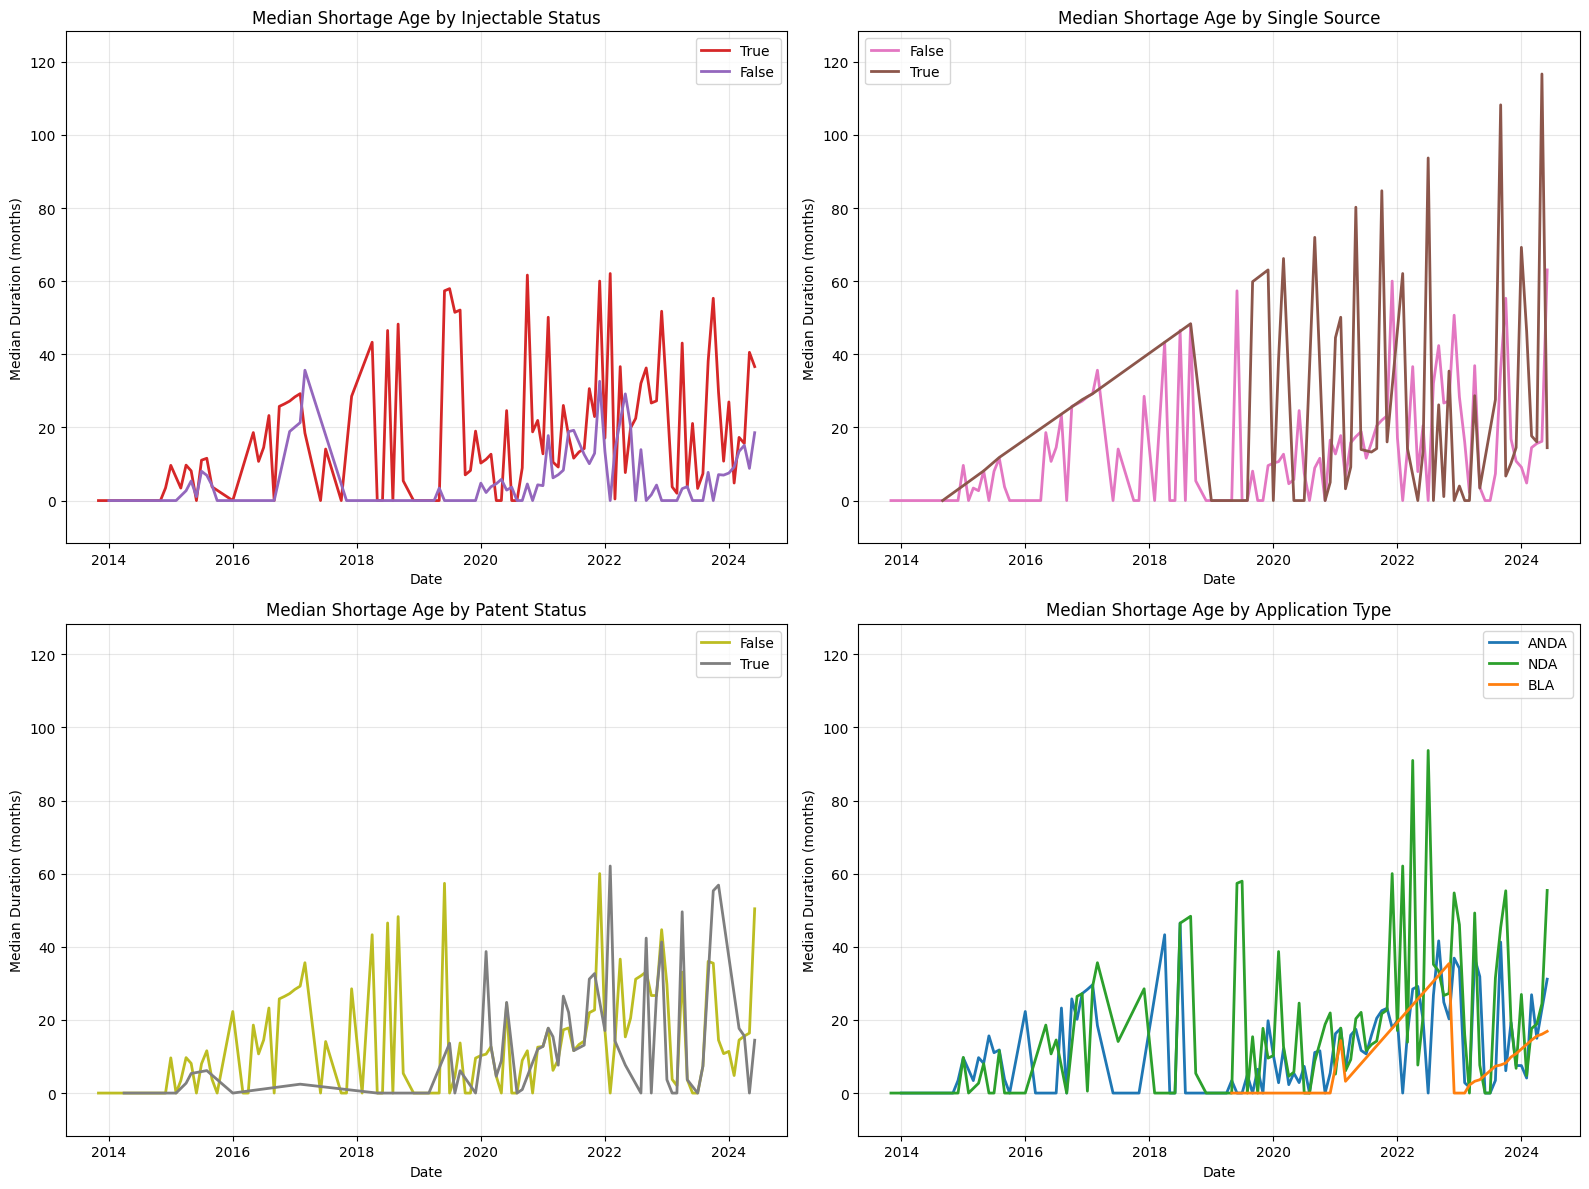 Median Shortage Age by Injectable Status
True
False
120
100
80
60
40
20
0
Median Duration (months)
2014 2016 2018 2020 2022 2024
Date
Median Shortage Age by Single Source
False
True
120
100
80
60
40
20
0
Median Duration (months)
2014 2016 2018 2020 2022 2024
Date
Median Shortage Age by Patent Status
False
True
120
100
80
60
40
20
0
Median Duration (months)
2014 2016 2018 2020 2022 2024
Date
Median Shortage Age by Application Type
ANDA
NDA
BLA
120
100
80
60
40
20
0
Median Duration (months)
2014 2016 2018 2020 2022 2024
Date